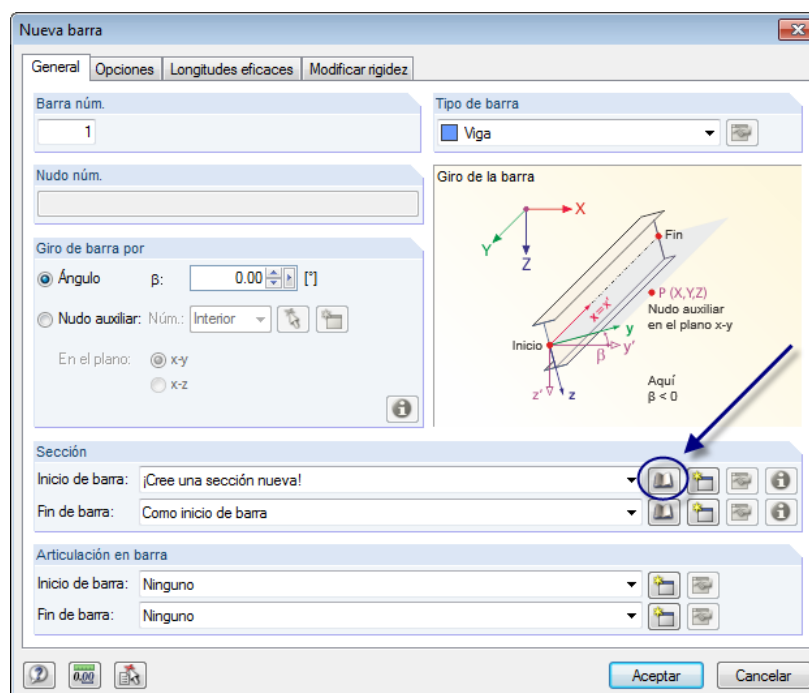 Nueva barra
General Opciones Longitudes eficaces Modificar rigidez
Barra núm.
1
Tipo de barra
Viga
Nudo núm.
Giro de la barra
X
Y
Z
Fin
P (X,Y,Z)
Nudo auxiliar
en el plano x-y
x=x'
y
Inicio
β
y'
z'
z
Aquí
β < 0
Giro de barra por
Ángulo β: 0.00 [°]
Nudo auxiliar: Núm.: Interior
En el plano: x-y
x-z
Sección
Inicio de barra: ¡Cree una sección nueva!
Fin de barra: Como inicio de barra
Articulación en barra
Inicio de barra: Ninguno
Fin de barra: Ninguno
0.00
Aceptar Cancelar